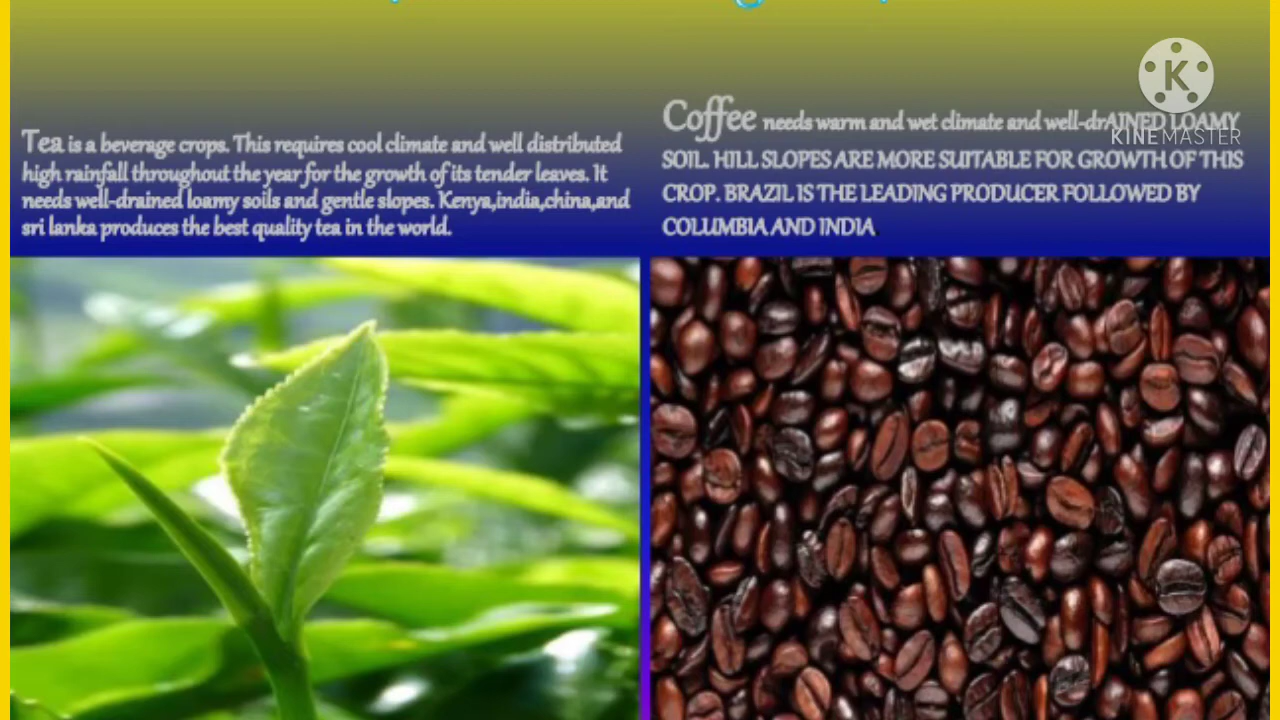 Tea is a beverage crops. This requires cool climate and well distributed
high rainfall throughout the year for the growth of its tender leaves. It
needs well-drained loamy soils and gentle slopes. Kenya,india,china,and
sri lanka produces the best quality tea in the world.
Coffee needs warm and wet climate and well-drAINED LOAMY
SOIL. HILL SLOPES ARE MORE SUITABLE FOR GROWTH OF THIS
CROP. BRAZIL IS THE LEADING PRODUCER FOLLOWED BY
COLUMBIA AND INDIA
K
KINEMASTER